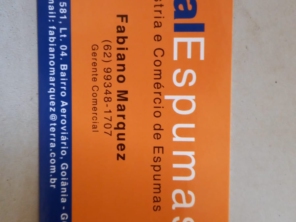 alEspumas
stria e Comércio de Espumas
Fabiano Marquez
(62) 99348-1707
Gerente Comercial
581, Lt. 04. Bairro Aeroviário, Goiânia - G
mail: fabianomarquez@terra.com.br